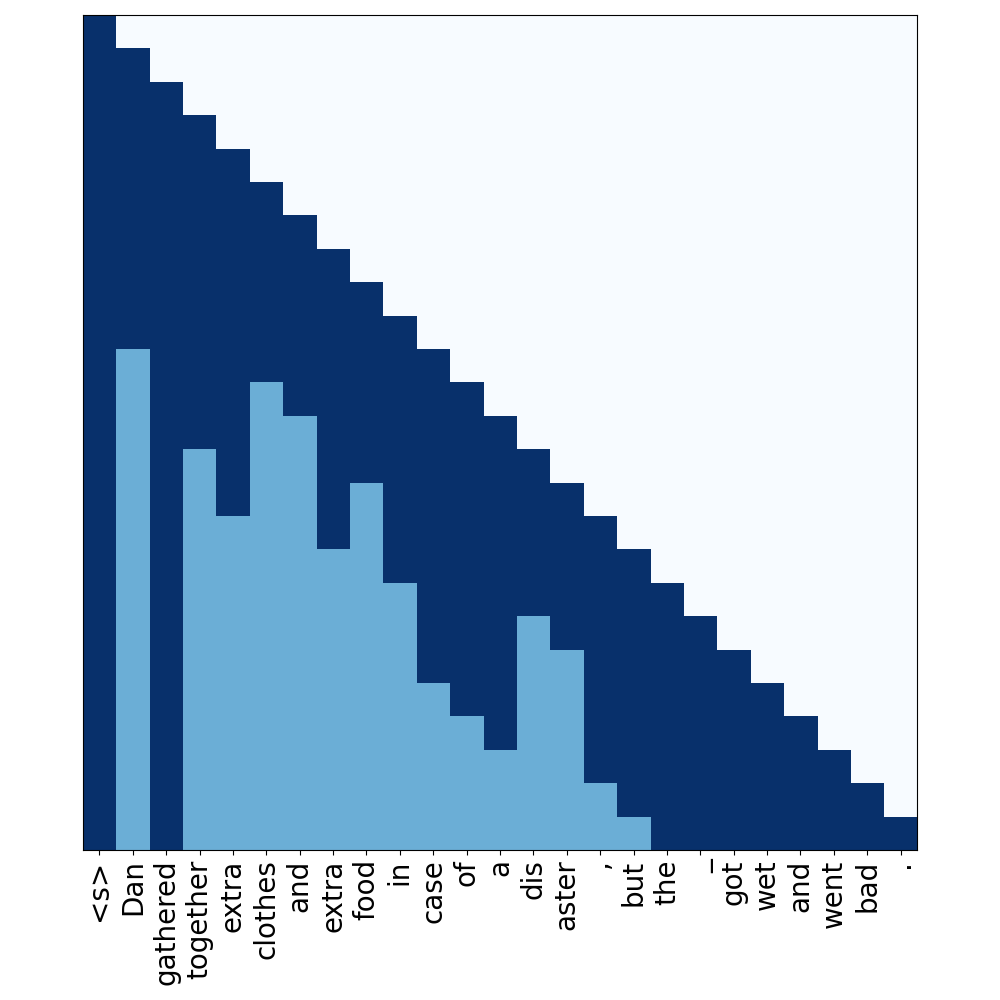 <s>
Dan
gathered
together
extra
clothes
and
extra
food
in
case
of
a
dis
aster
,
but
the
_
got
wet
and
went
bad
.